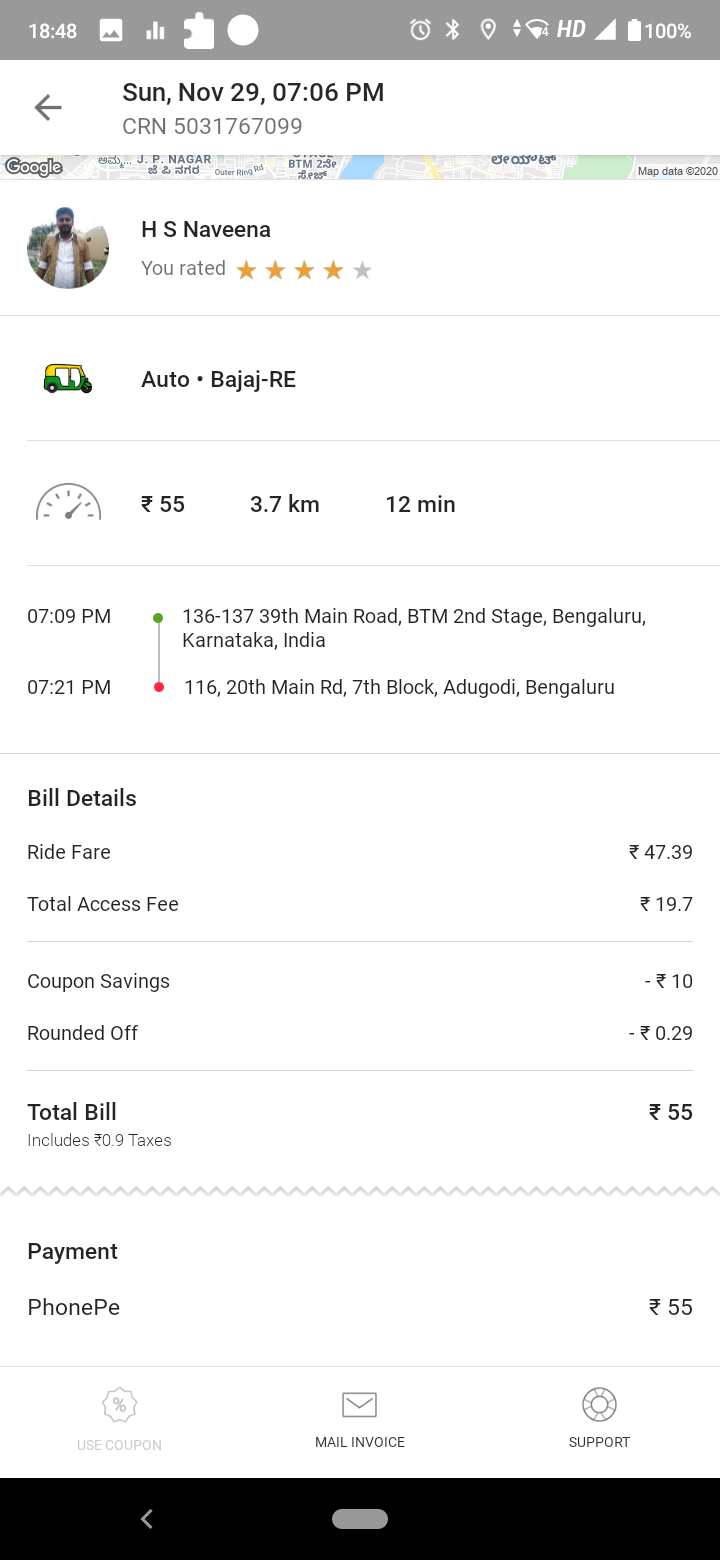 18:48
4 HD 100%
Sun, Nov 29, 07:06 PM
CRN 5031767099
ಅಮ್ಮ... J. P. NAGAR
ಜೆ ಪಿ ನಗರ
Outer Ring Rd
STAGE
BTM 2ನೇ
ಸ್ಟೇಜ್
ಲೇಯೌಟ್
Google
Map data ©2020
H S Naveena
You rated
Auto • Bajaj-RE
₹ 55 3.7 km 12 min
07:09 PM 136-137 39th Main Road, BTM 2nd Stage, Bengaluru,
Karnataka, India
07:21 PM 116, 20th Main Rd, 7th Block, Adugodi, Bengaluru
Bill Details
Ride Fare ₹ 47.39
Total Access Fee ₹ 19.7
Coupon Savings - ₹ 10
Rounded Off - ₹ 0.29
Total Bill ₹ 55
Includes ₹0.9 Taxes
Payment
PhonePe ₹ 55
%
USE COUPON MAIL INVOICE SUPPORT